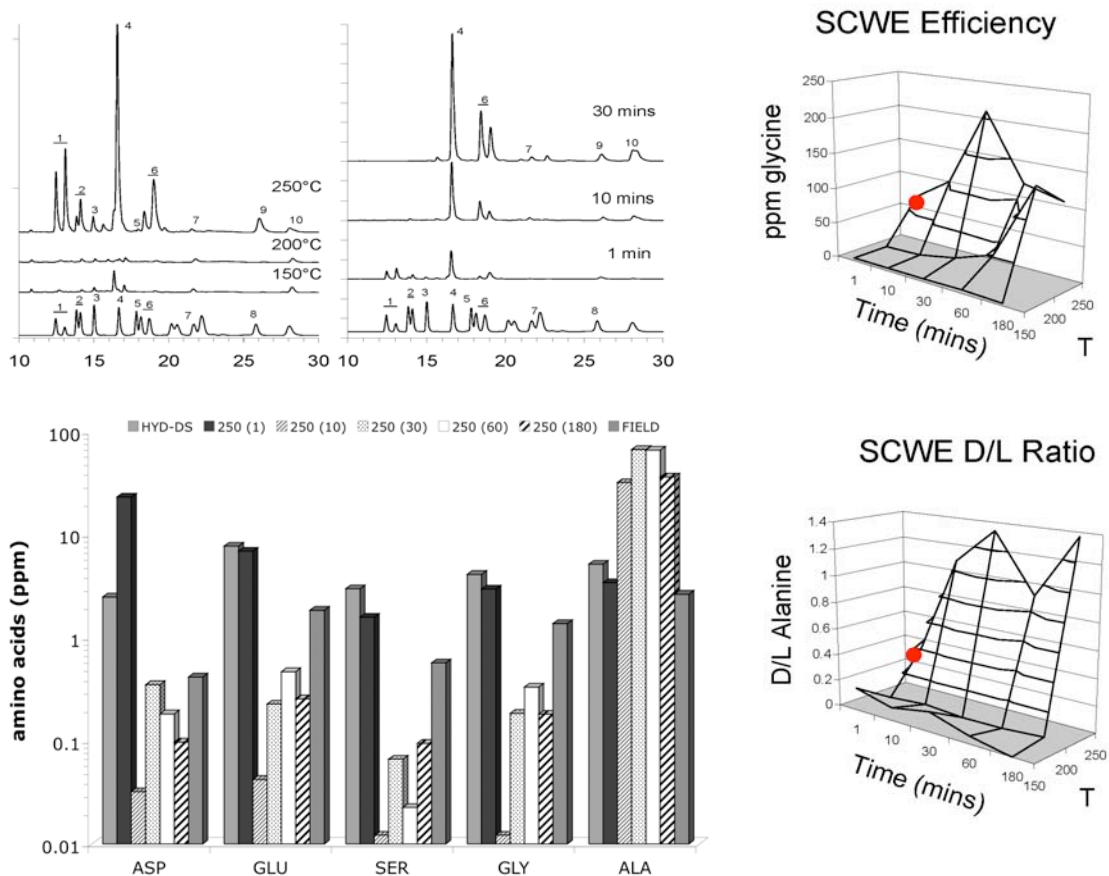 4
1
2
3
5
6
7
9
10
250°C
200°C
150°C
1
2
3
4
5
6
7
8
10 15 20 25 30
4
6
7
9
10
30 mins
10 mins
1 min
1
2
3
4
5
6
7
8
10 15 20 25 30
SCWE Efficiency
ppm glycine
250
200
150
100
50
0
1 10 30 60 180
Time (mins)
150 200 250
T
HYD-DS 250 (1) 250 (10) 250 (30) 250 (60) 250 (180) FIELD
amino acids (ppm)
100
10
1
0.1
0.01
ASP GLU SER GLY ALA
SCWE D/L Ratio
D/L Alanine
1.4
1.2
1
0.8
0.6
0.4
0.2
0
1 10 30 60 180
Time (mins)
150 200 250
T